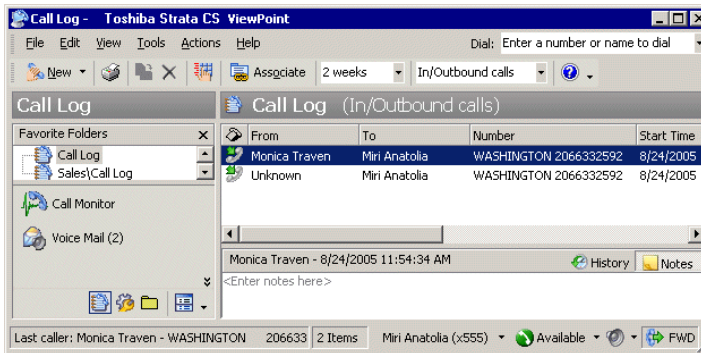 Call Log - Toshiba Strata CS ViewPoint
File Edit View Tools Actions Help Dial: Enter a number or name to dial
New Associate 2 weeks In/Outbound calls
Call Log
Call Log (In/Outbound calls)
Favorite Folders x
From To Number Start Time
Call Log
Monica Traven Miri Anatolia WASHINGTON 2066332592 8/24/2005
Sales\Call Log
Unknown Miri Anatolia WASHINGTON 2066332592 8/24/2005
Call Monitor
Voice Mail (2)
Monica Traven - 8/24/2005 11:54:34 AM History Notes
<Enter notes here>
Last caller: Monica Traven - WASHINGTON 206633 2 Items Miri Anatolia (x555) Available FWD